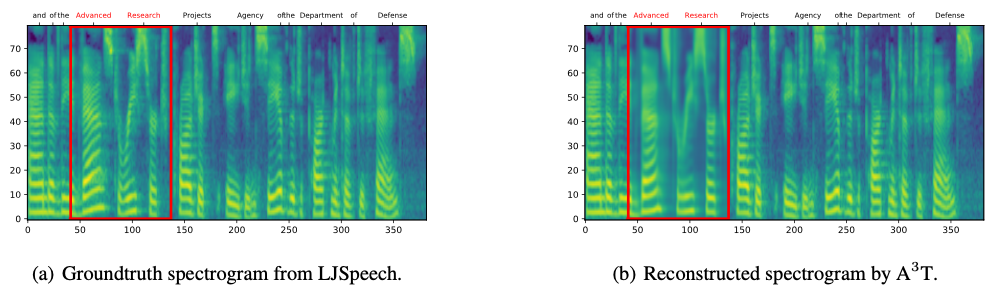 and of the Advanced Research Projects Agency of the Department of Defense
70
60
50
40
30
20
10
0
50 100 150 200 250 300 350
(a) Groundtruth spectrogram from LJSpeech.
and of the Advanced Research Projects Agency of the Department of Defense
70
60
50
40
30
20
10
0
0 50 100 150 200 250 300 350
(b) Reconstructed spectrogram by A³T.